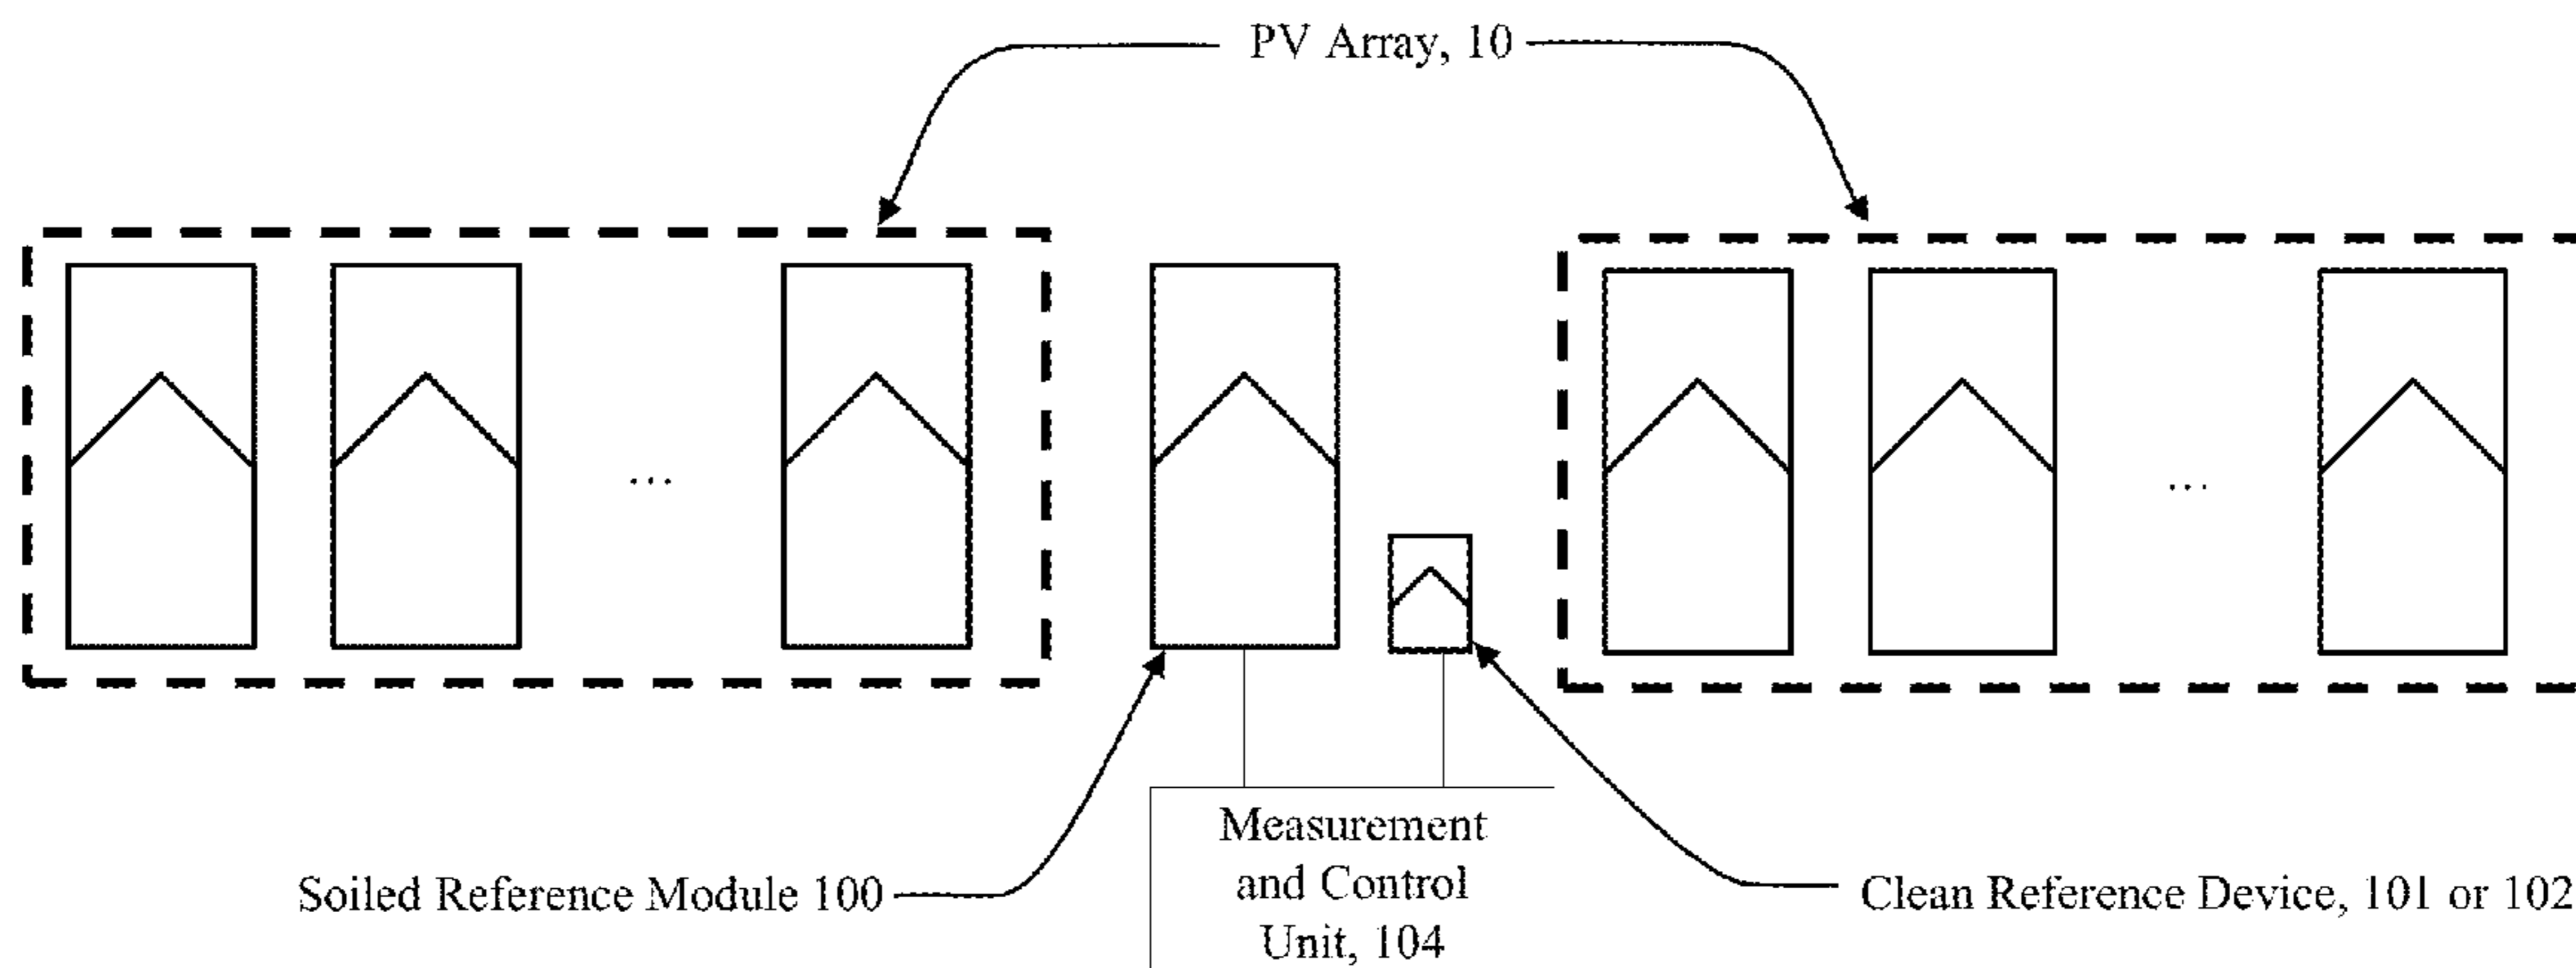 PV Array, 10
...
...
Measurement
and Control
Unit, 104
Soiled Reference Module 100
Clean Reference Device, 101 or 102